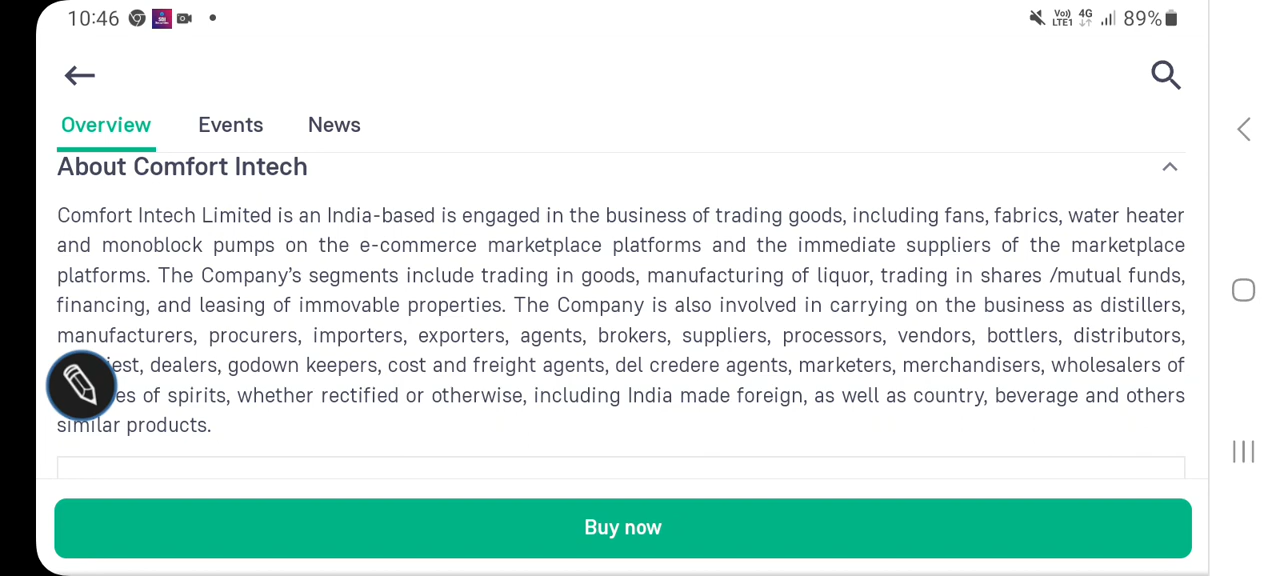 10:46
Vo)) 4G 89%
LTE1
Overview Events News
About Comfort Intech
Comfort Intech Limited is an India-based is engaged in the business of trading goods, including fans, fabrics, water heater
and monoblock pumps on the e-commerce marketplace platforms and the immediate suppliers of the marketplace
platforms. The Company's segments include trading in goods, manufacturing of liquor, trading in shares /mutual funds,
financing, and leasing of immovable properties. The Company is also involved in carrying on the business as distillers,
manufacturers, procurers, importers, exporters, agents, brokers, suppliers, processors, vendors, bottlers, distributors,
dealers, godown keepers, cost and freight agents, del credere agents, marketers, merchandisers, wholesalers of
of spirits, whether rectified or otherwise, including India made foreign, as well as country, beverage and others
similar products.
Buy now